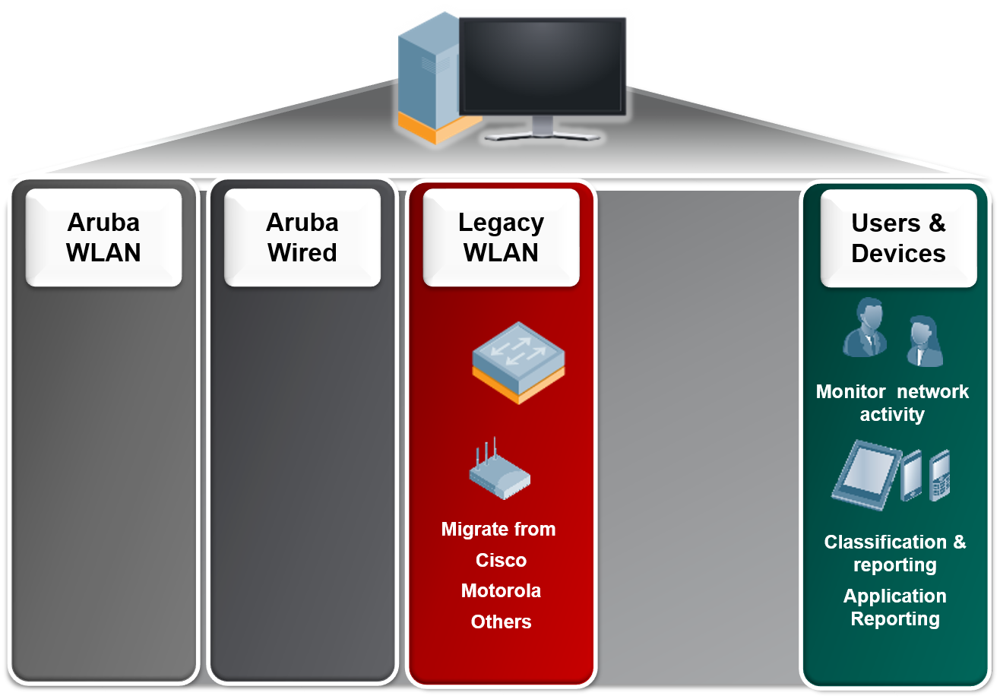 Aruba
WLAN
Aruba
Wired
Legacy
WLAN
Migrate from
Cisco
Motorola
Others
Users &
Devices
Monitor network
activity
Classification &
reporting
Application
Reporting